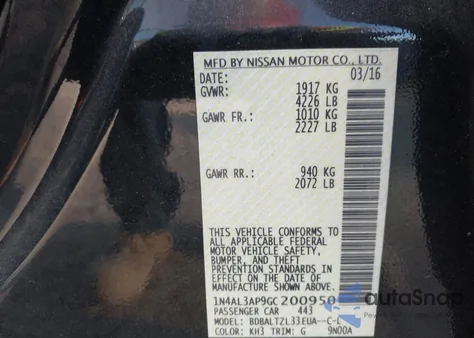 MFD BY NISSAN MOTOR CO., LTD.
DATE: 03/16
GVWR: 1917 KG
4226 LB
GAWR FR.: 1010 KG
2227 LB
GAWR RR.: 940 KG
2072 LB
THIS VEHICLE CONFORMS TO
ALL APPLICABLE FEDERAL
MOTOR VEHICLE SAFETY,
BUMPER, AND THEFT
PREVENTION STANDARDS IN
EFFECT ON THE DATE OF
MANUFACTURE SHOWN ABOVE.
1N4AL3AP9GC200950
PASSENGER CAR 443
MODEL: BDBALTZL33EUA--C-
COLOR: KH3 TRIM: G 9N00A
autoSnap